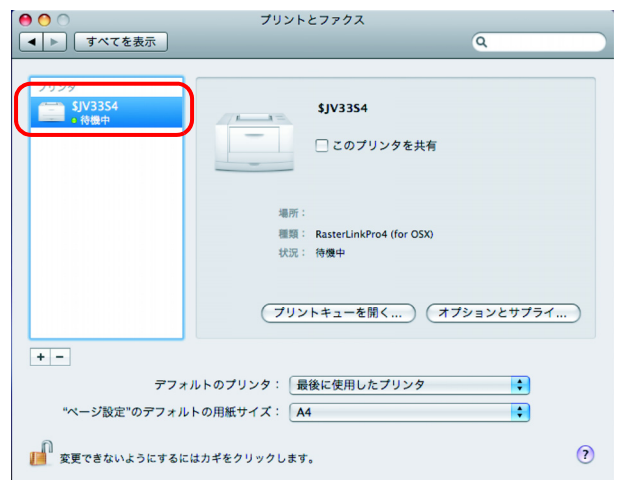 プリントとファクス
すべてを表示
プリンタ
$JV33S4
待機中
$JV33S4
このプリンタを共有
場所：
種類： RasterLinkPro4 (for OSX)
状況： 待機中
プリントキューを開く... オプションとサプライ...
+ −
デフォルトのプリンタ： 最後に使用したプリンタ
“ページ設定”のデフォルトの用紙サイズ： A4
変更できないようにするにはカギをクリックします。
?